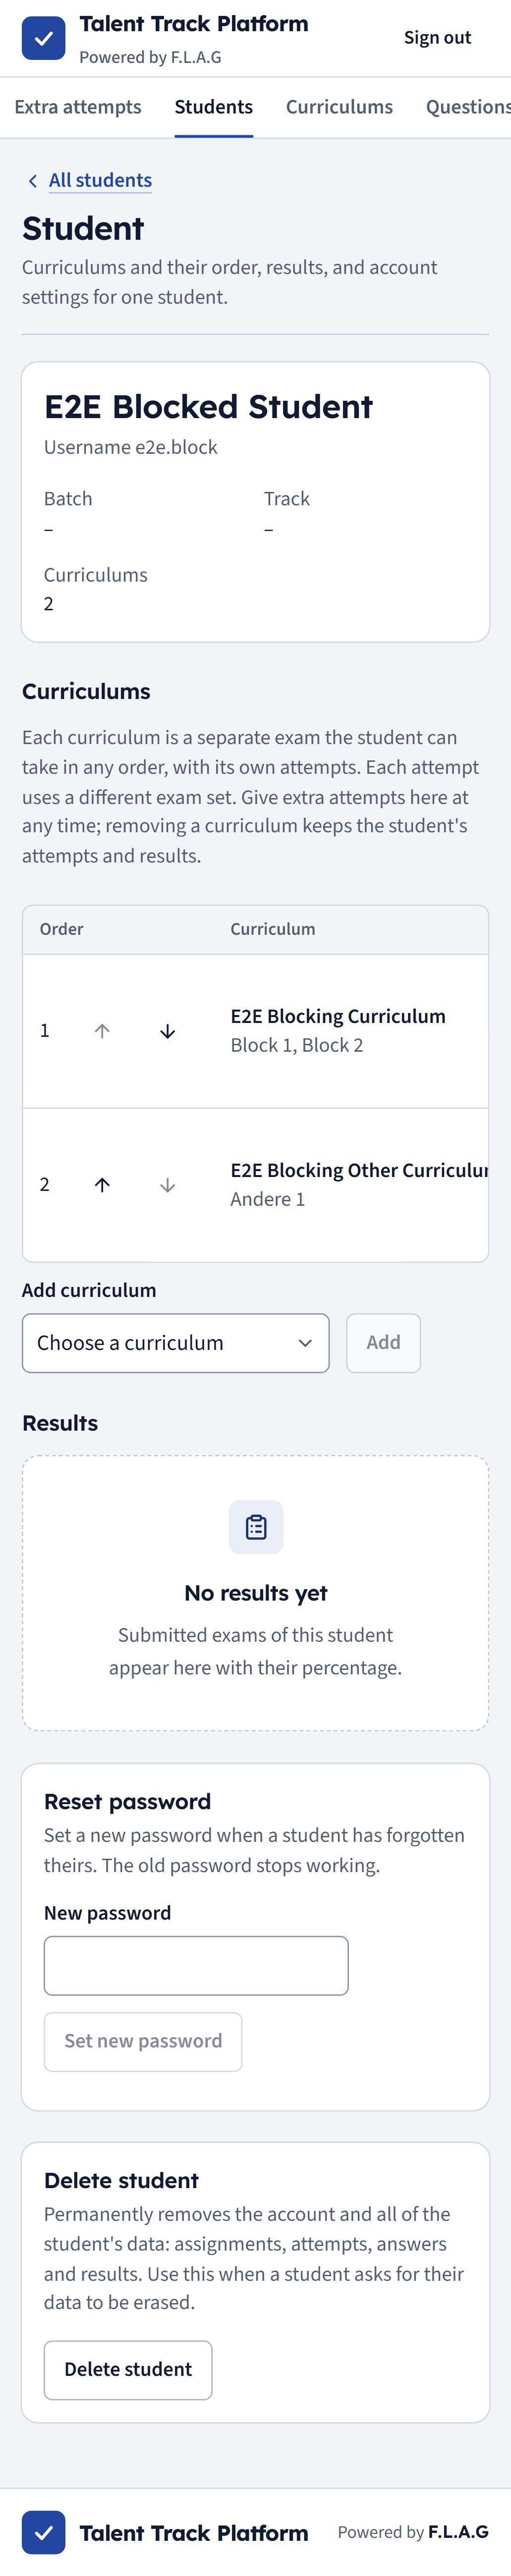 Talent Track Platform
Powered by F.L.A.G
Sign out
Extra attempts Students Curriculums Questions
All students
Student
Curriculums and their order, results, and account
settings for one student.
E2E Blocked Student
Username e2e.block
Batch Track
– –
Curriculums
2
Curriculums
Each curriculum is a separate exam the student can
take in any order, with its own attempts. Each attempt
uses a different exam set. Give extra attempts here at
any time; removing a curriculum keeps the student's
attempts and results.
Order Curriculum
1 E2E Blocking Curriculum
Block 1, Block 2
2 E2E Blocking Other Curriculum
Andere 1
Add curriculum
Choose a curriculum Add
Results
No results yet
Submitted exams of this student
appear here with their percentage.
Reset password
Set a new password when a student has forgotten
theirs. The old password stops working.
New password
Set new password
Delete student
Permanently removes the account and all of the
student's data: assignments, attempts, answers
and results. Use this when a student asks for their
data to be erased.
Delete student
Talent Track Platform Powered by F.L.A.G